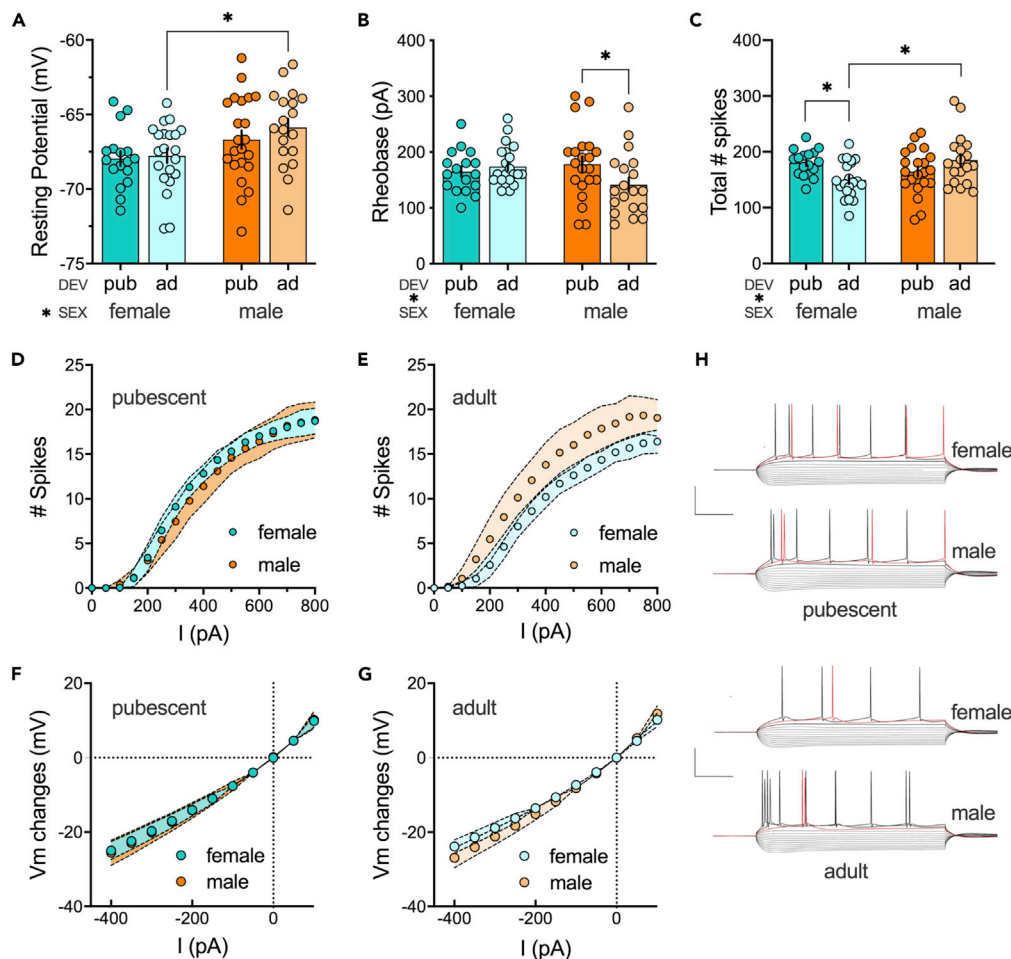 A
Resting Potential (mV)
-60
-65
-70
-75
*
DEV
pub ad pub ad
* SEX
female male
B
Rheobase (pA)
400
300
200
100
0
*
DEV
*
SEX
pub ad pub ad
female male
C
Total # spikes
400
300
200
100
0
*
*
DEV
*
SEX
pub ad pub ad
female male
D
pubescent
# Spikes
25
20
15
10
5
0
female
male
0 200 400 600 800
I (pA)
E
adult
# Spikes
25
20
15
10
5
0
female
male
0 200 400 600 800
I (pA)
H
female
male
pubescent
female
male
adult
F
pubescent
Vm changes (mV)
20
0
-20
-40
female
male
-400 -200 0
I (pA)
G
adult
Vm changes (mV)
20
0
-20
-40
female
male
-400 -200 0
I (pA)